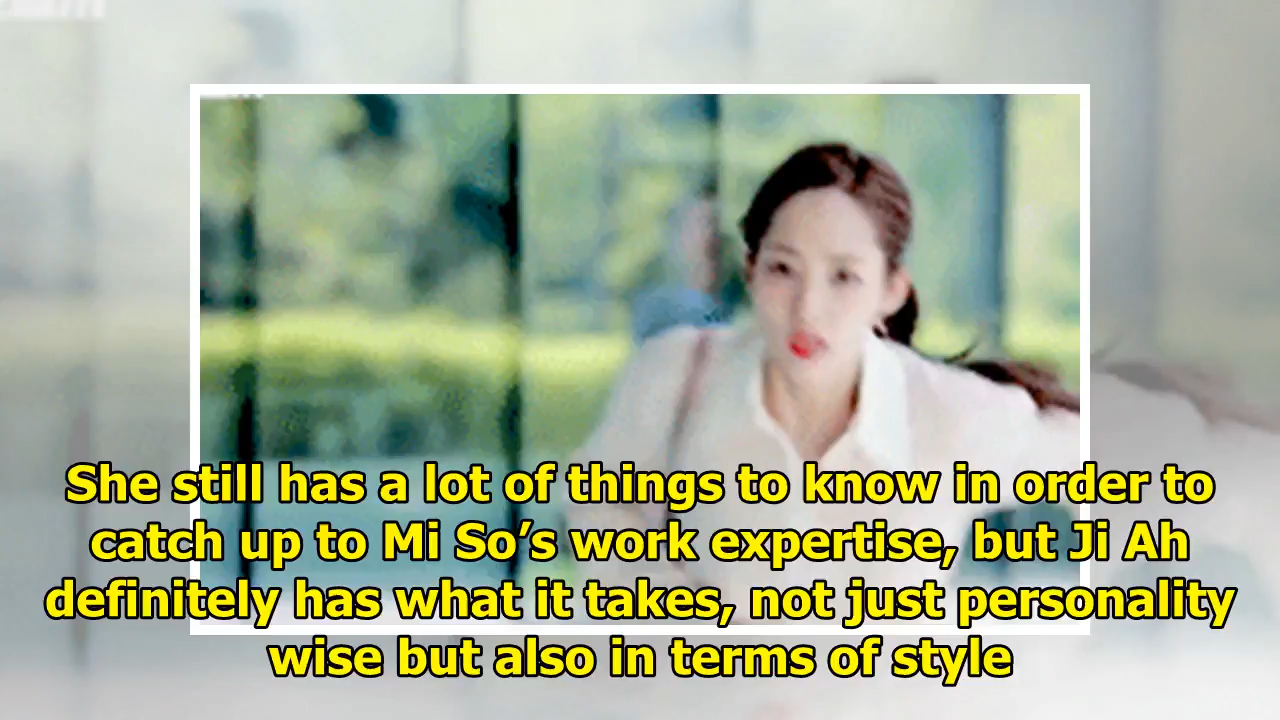 She still has a lot of things to know in order to
catch up to Mi So’s work expertise, but Ji Ah
definitely has what it takes, not just personality
wise but also in terms of style